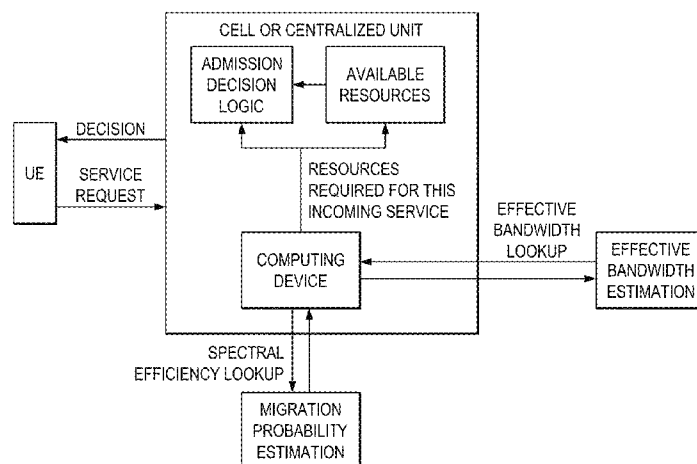 CELL OR CENTRALIZED UNIT
ADMISSION
DECISION
LOGIC
AVAILABLE
RESOURCES
DECISION
UE
SERVICE
REQUEST
RESOURCES
REQUIRED FOR THIS
INCOMING SERVICE
EFFECTIVE
BANDWIDTH
LOOKUP
COMPUTING
DEVICE
EFFECTIVE
BANDWIDTH
ESTIMATION
SPECTRAL
EFFICIENCY LOOKUP
MIGRATION
PROBABILITY
ESTIMATION